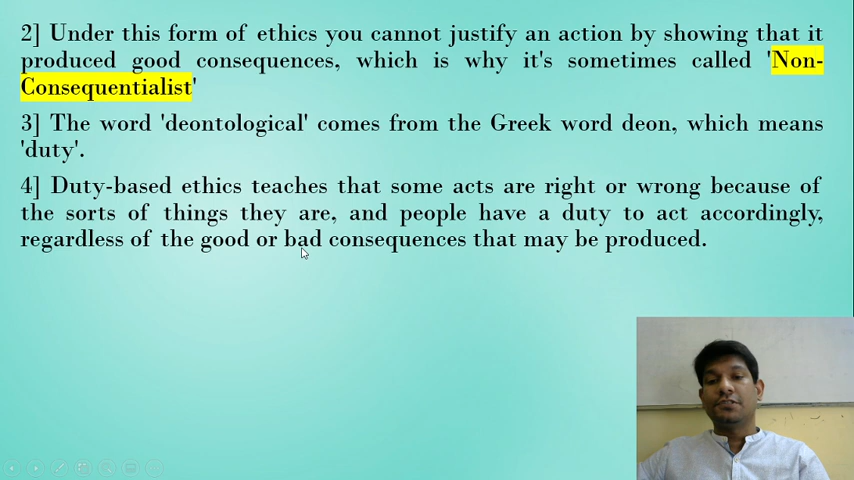 2] Under this form of ethics you cannot justify an action by showing that it
produced good consequences, which is why it's sometimes called 'Non-
Consequentialist'
3] The word 'deontological' comes from the Greek word deon, which means
'duty'.
4] Duty-based ethics teaches that some acts are right or wrong because of
the sorts of things they are, and people have a duty to act accordingly,
regardless of the good or bad consequences that may be produced.